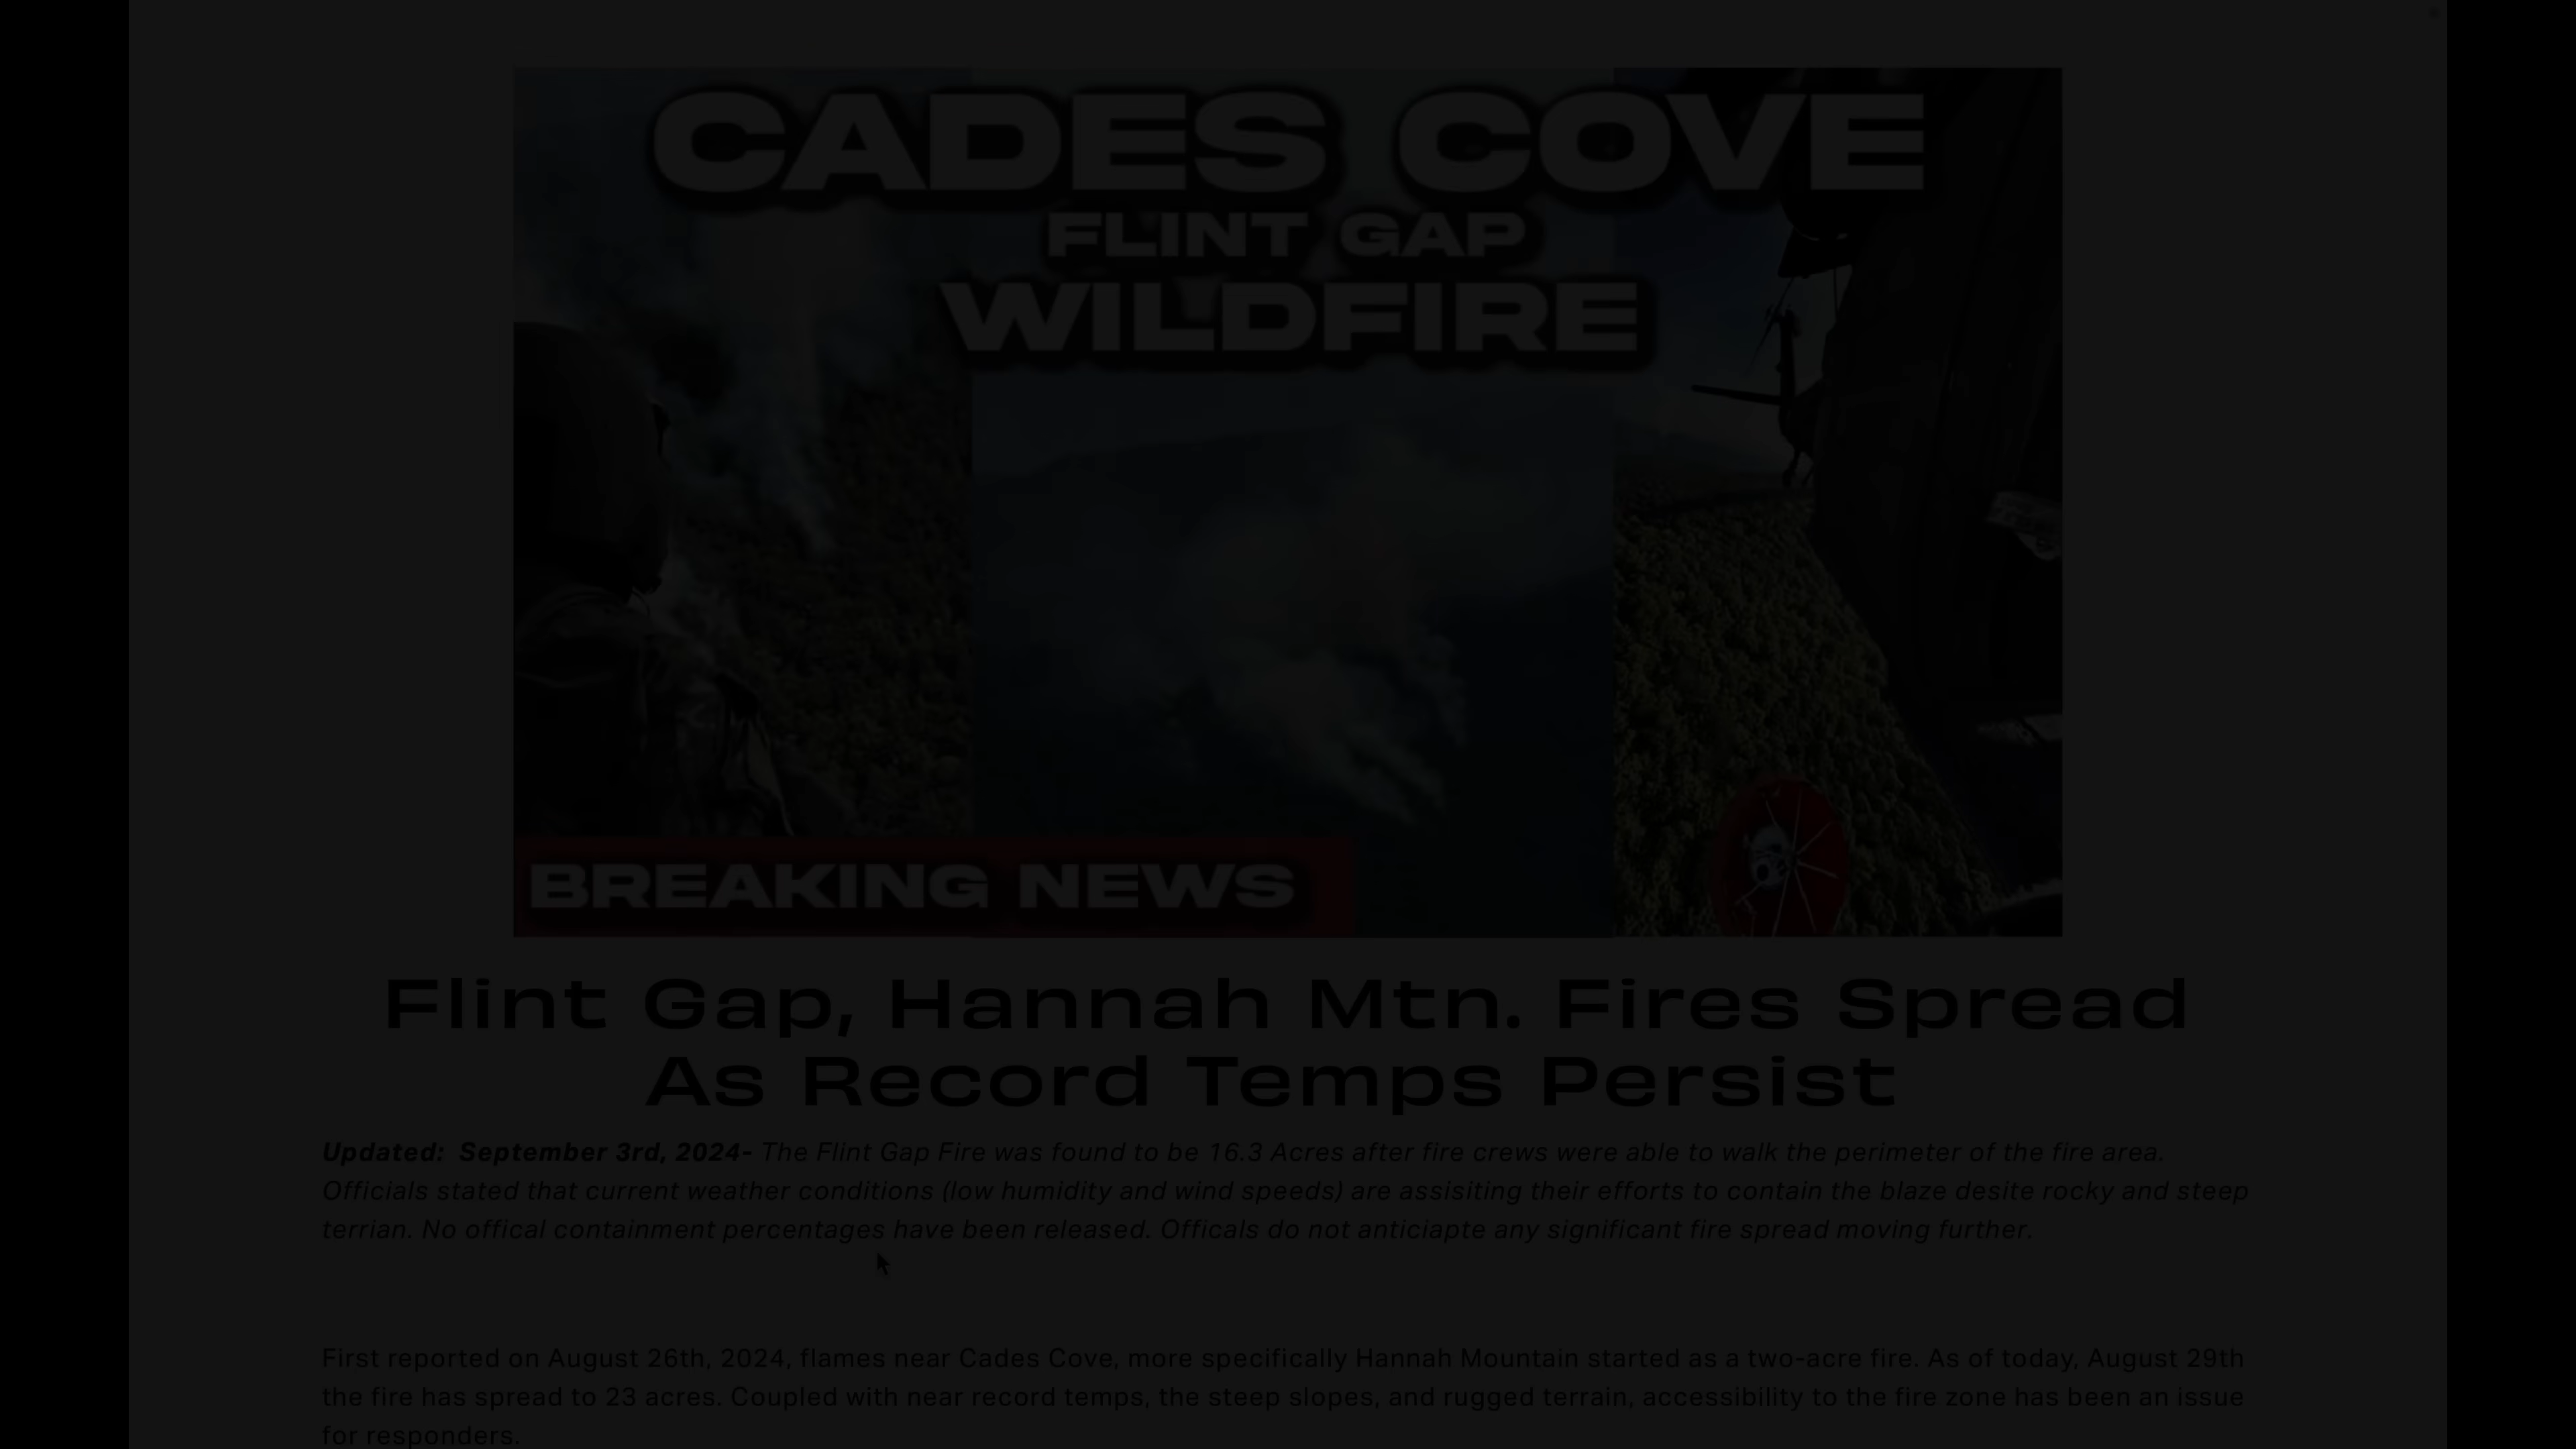 CADES COVE
FLINT GAP
WILDFIRE
BREAKING NEWS
Flint Gap, Hannah Mtn. Fires Spread
As Record Temps Persist
Updated: September 3rd, 2024- The Flint Gap Fire was found to be 16.3 Acres after fire crews were able to walk the perimeter of the fire area.
Officials stated that current weather conditions (low humidity and wind speeds) are assisiting their efforts to contain the blaze desite rocky and steep
terrian. No offical containment percentages have been released. Officals do not anticiapte any significant fire spread moving further.
First reported on August 26th, 2024, flames near Cades Cove, more specifically Hannah Mountain started as a two-acre fire. As of today, August 29th
the fire has spread to 23 acres. Coupled with near record temps, the steep slopes, and rugged terrain, accessibility to the fire zone has been an issue
for responders.